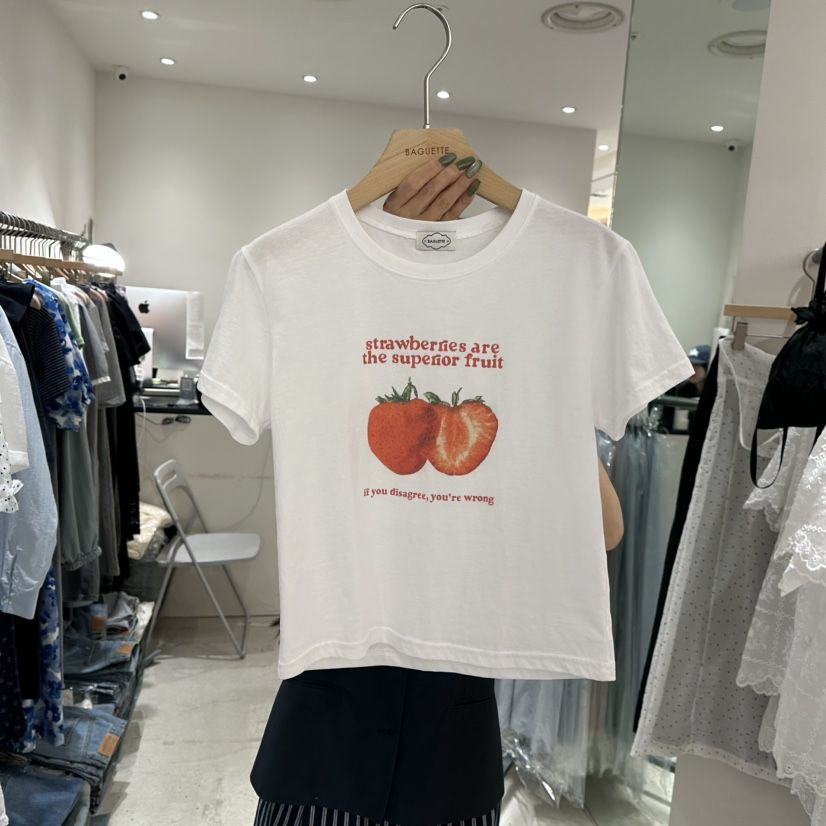 BAGUETTE
BAGUETTE
strawberries are
the superior fruit
if you disagree, you're wrong